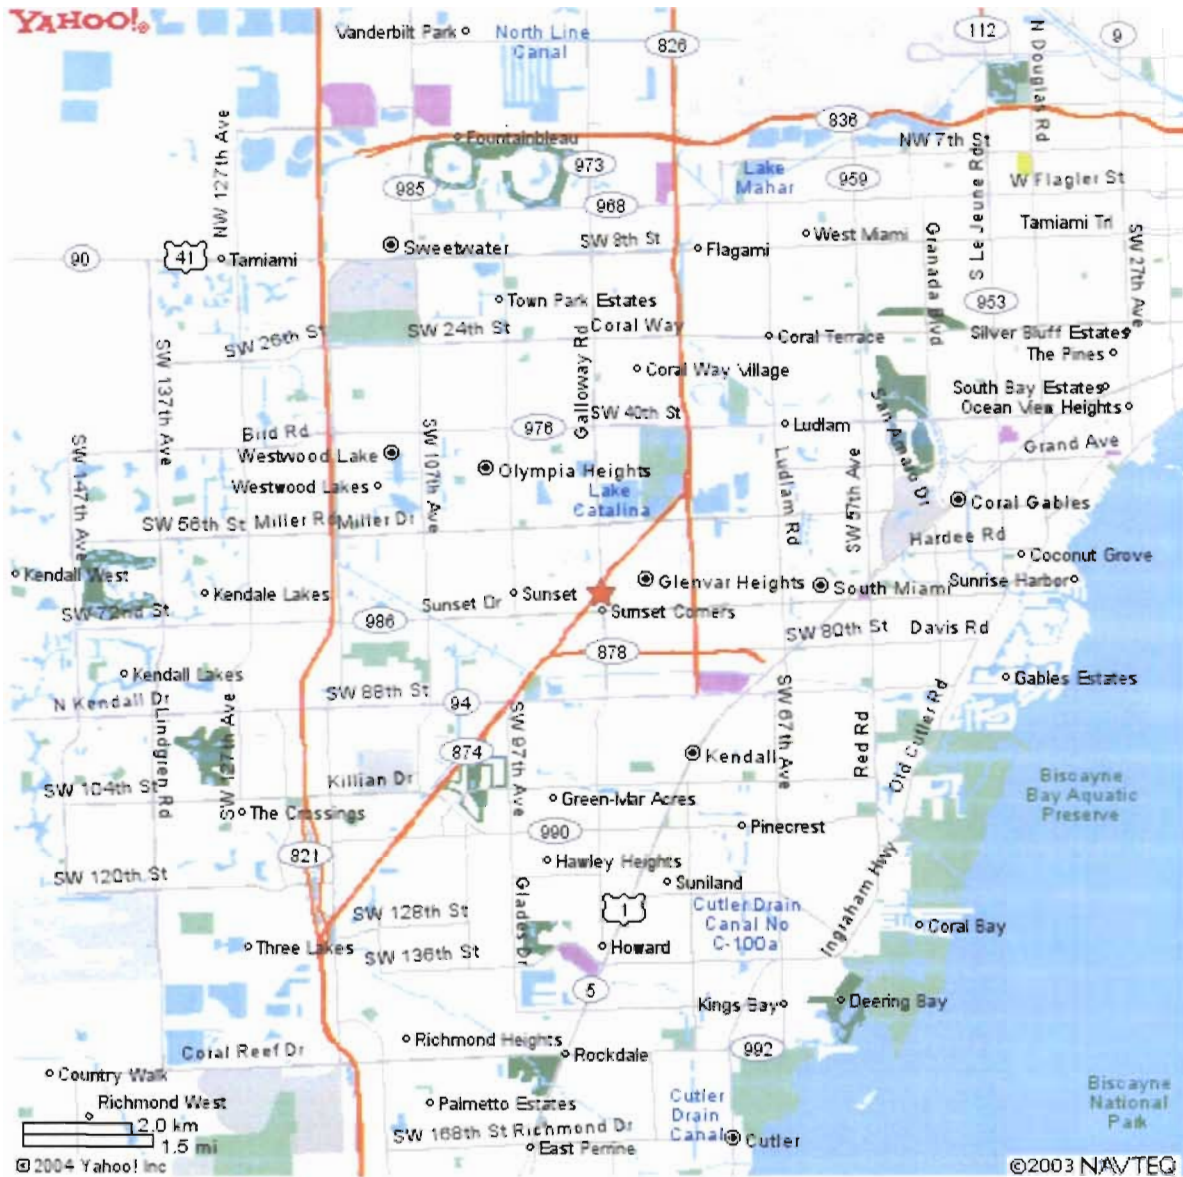 YAHOO!®
Vanderbilt Park
North Line
Canal
826
112
9
N Douglas Rd
836
NW 7th St
Fountainbleau
973
985
968
Lake
Mahar
959
W Flagler St
NW 127th Ave
S Le Jeune Rd
Tamiami Trl
SW 27th Ave
90
41
Tamiami
Sweetwater
SW 8th St
Flagami
West Miami
Granada Blvd
953
Town Park Estates
SW 26th St
SW 24th St
Coral Way
Coral Terrace
Silver Bluff Estates
The Pines
SW 137th Ave
Galloway Rd
Coral Way Village
South Bay Estates
Ocean View Heights
San Amaro Dr
SW 40th St
976
Ludlam
Grand Ave
Bird Rd
Westwood Lake
SW 107th Ave
Olympia Heights
SW 147th Ave
Westwood Lakes
Lake
Catalina
Ludlam Rd
SW 57th Ave
Coral Gables
SW 56th St
Miller Rd
Miller Dr
Hardee Rd
Coconut Grove
Kendall West
Kendale Lakes
Sunset Dr
Sunset
Glenvar Heights
South Miami
Sunrise Harbor
SW 72nd St
986
Sunset Corners
SW 80th St
Davis Rd
878
Kendall Lakes
Gables Estates
N Kendall Dr
SW 88th St
94
SW 97th Ave
SW 67th Ave
Red Rd
Old Cutler Rd
Lindgren Rd
SW 127th Ave
874
Kendall
SW 104th St
Killian Dr
Biscayne
Bay Aquatic
Preserve
The Crossings
Green-Mar Acres
990
Pinecrest
821
Hawley Heights
SW 120th St
Suniland
Glades Dr
1
Cutler Drain
Canal No
C-100a
Ingraham Hwy
SW 128th St
Coral Bay
Three Lakes
SW 136th St
Howard
5
Kings Bay
Deering Bay
Richmond Heights
Coral Reef Dr
Rockdale
992
Country Walk
Biscayne
National
Park
Richmond West
Palmetto Estates
Cutler
Drain
Canal
2.0 km
1.5 mi
SW 168th St
Richmond Dr
Cutler
East Perrine
© 2004 Yahoo! Inc
©2003 NAVTEQ